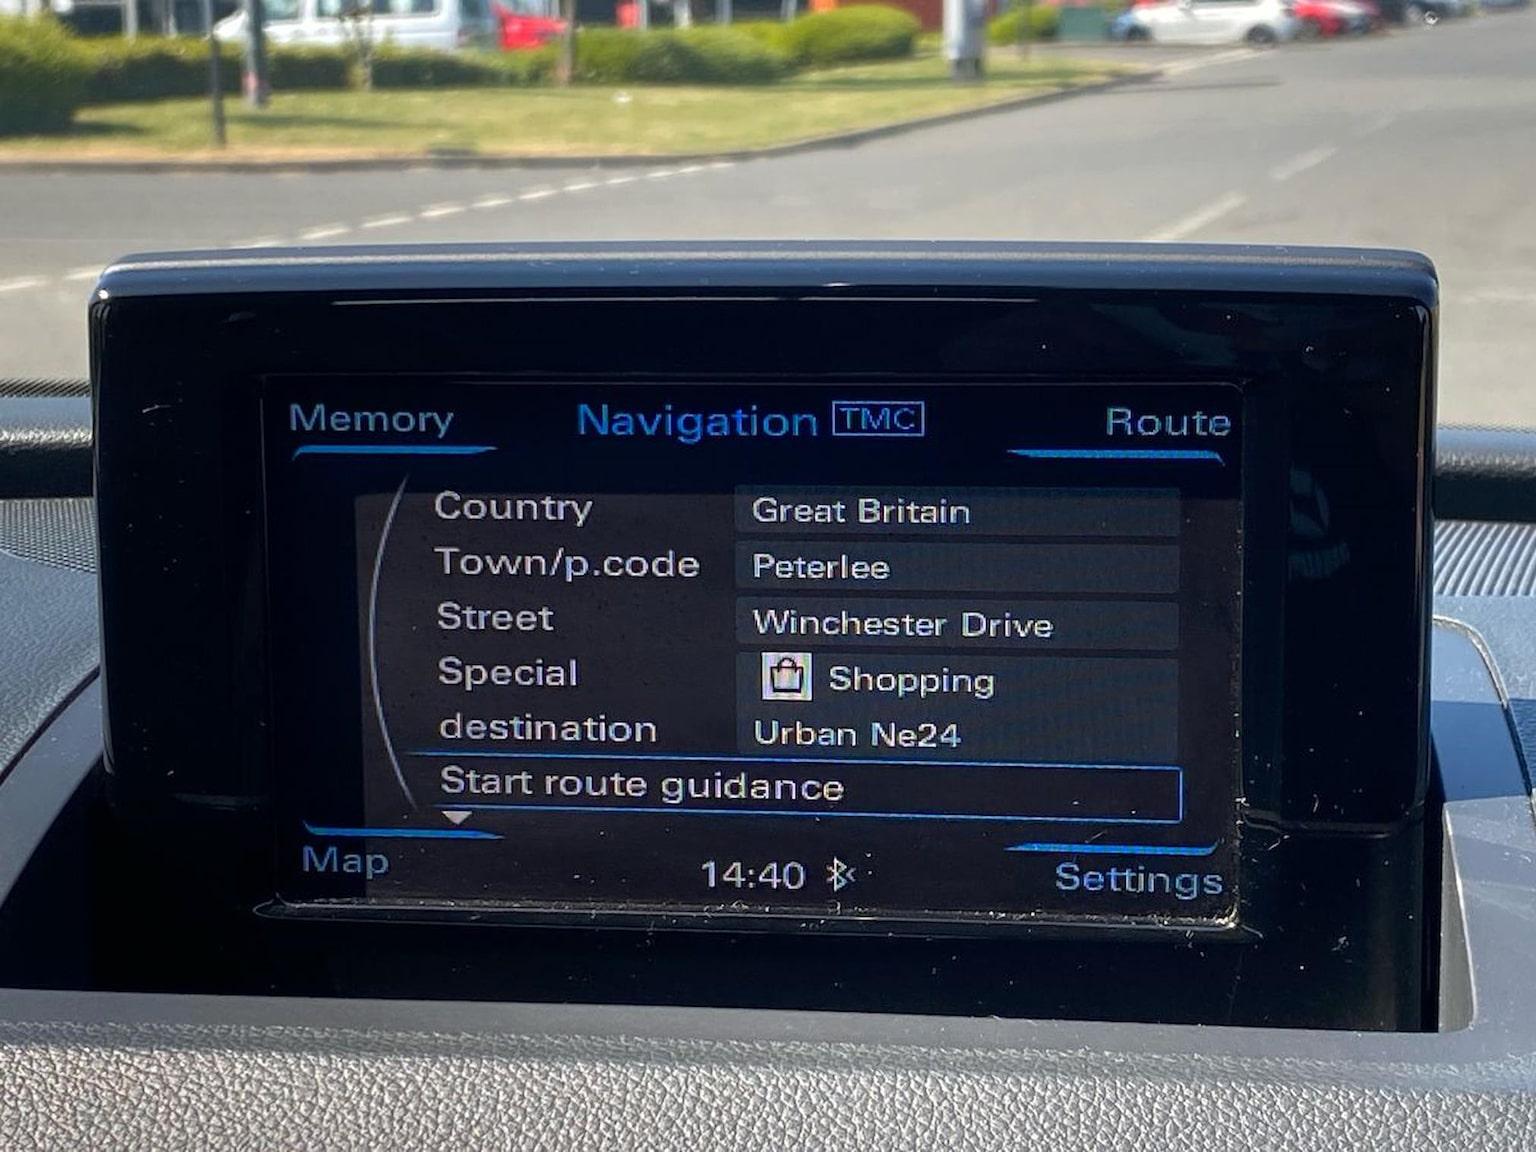 Memory Navigation TMC Route
Country Great Britain
Town/p.code Peterlee
Street Winchester Drive
Special Shopping
destination Urban Ne24
Start route guidance
Map 14:40 Settings